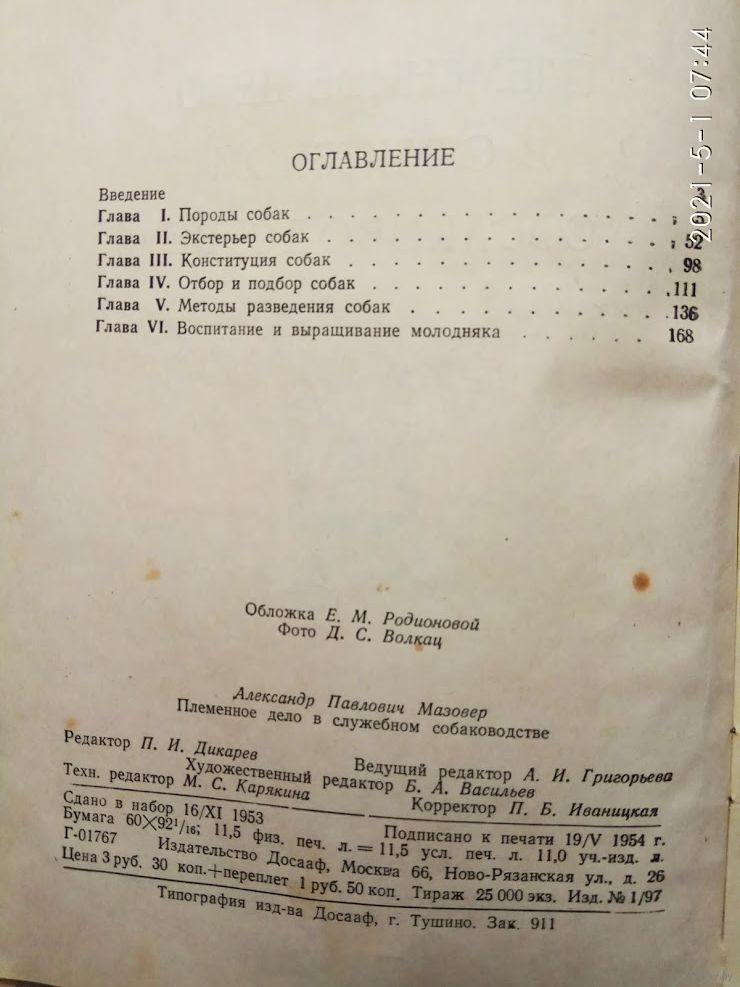 ОГЛАВЛЕНИЕ
Введение . 3
Глава I. Породы собак
Глава II. Экстерьер собак 52
Глава III. Конституция собак 98
Глава IV. Отбор и подбор собак 111
Глава V. Методы разведения собак 136
Глава VI. Воспитание и выращивание молодняка 168
Обложка Е. М. Родионовой
Фото Д. С. Волкац
Александр Павлович Мазовер
Племенное дело в служебном собаководстве
Редактор П. И. Дикарев Ведущий редактор А. И. Григорьева
Художественный редактор Б. А. Васильев
Техн. редактор М. С. Карякина Корректор П. Б. Иваницкая
Сдано в набор 16/XI 1953 Подписано к печати 19/V 1954 г.
Бумага 60×92 1/16; 11,5 физ. печ. л. = 11,5 усл. печ. л. 11,0 уч.-изд. л.
Г-01767 Издательство Досааф, Москва 66, Ново-Рязанская ул., д. 26
Цена 3 руб. 30 коп.+переплет 1 руб. 50 коп. Тираж 25 000 экз. Изд. № 1/97
Типография изд-ва Досааф, г. Тушино. Зак. 911
2021-5-1 07:44